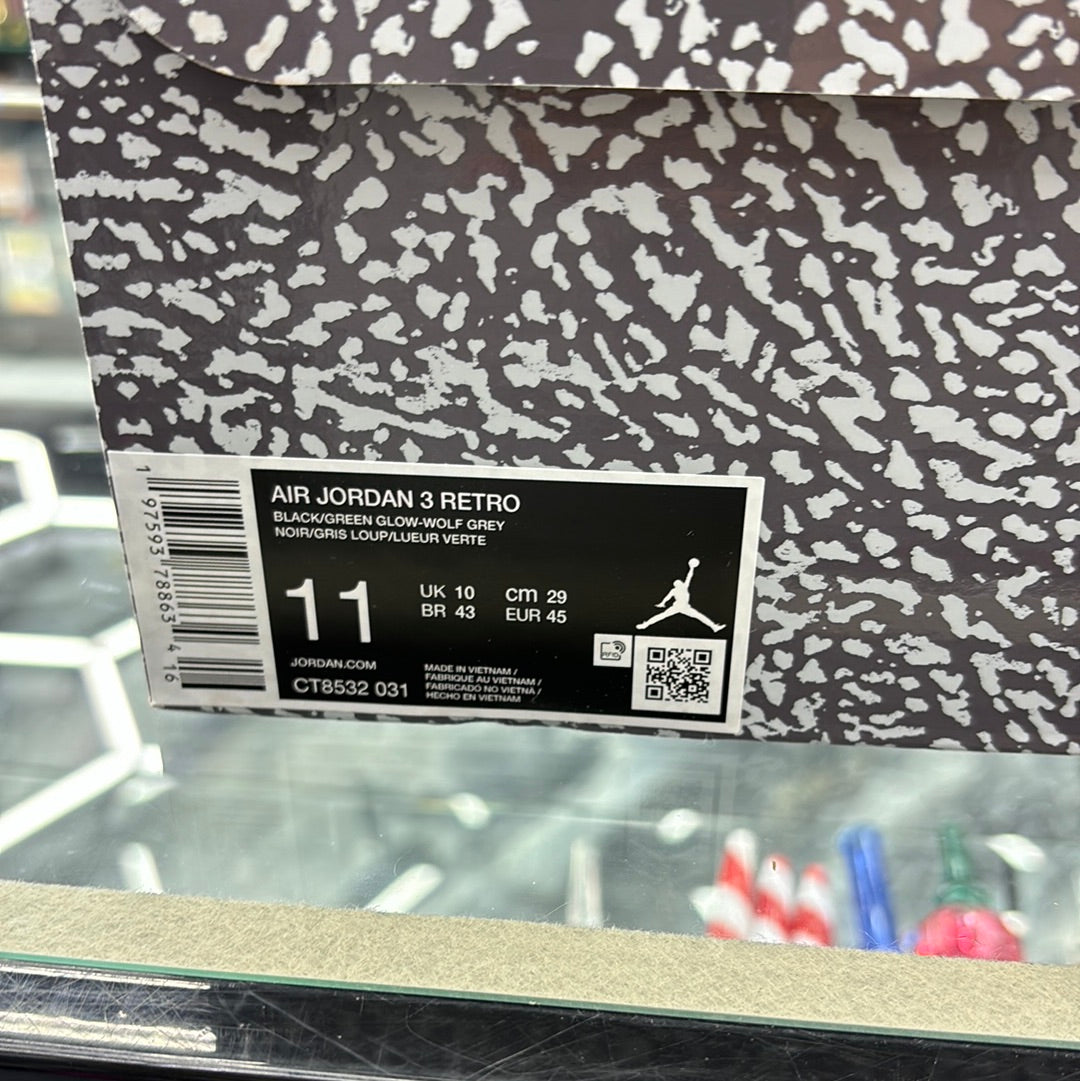 AIR JORDAN 3 RETRO
BLACK/GREEN GLOW-WOLF GREY
NOIR/GRIS LOUP/LUEUR VERTE
11
UK 10 cm 29
BR 43 EUR 45
RFID
JORDAN.COM
CT8532 031
MADE IN VIETNAM /
FABRIQUE AU VIETNAM /
FABRICADO NO VIETNA /
HECHO EN VIETNAM
1 97593 78863 4 16